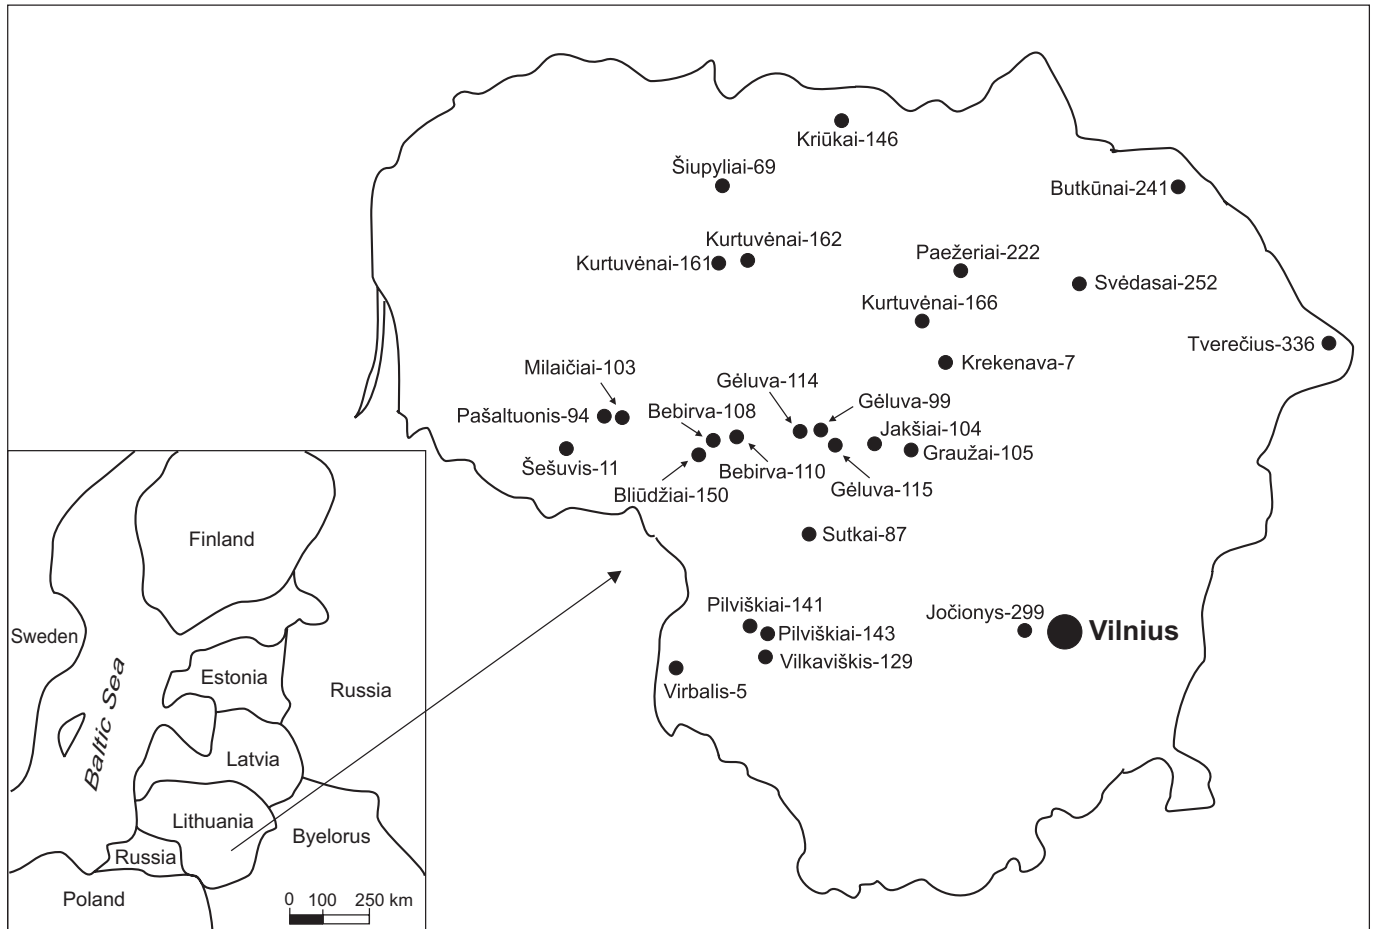 Kriūkai-146
Šiupyliai-69
Butkūnai-241
Kurtuvėnai-162
Kurtuvėnai-161
Paežeriai-222
Svėdasai-252
Kurtuvėnai-166
Tverečius-336
Krekenava-7
Milaičiai-103
Gėluva-114
Gėluva-99
Pašaltuonis-94
Bebirva-108
Jakšiai-104
Graužai-105
Šešuvis-11
Bebirva-110
Gėluva-115
Bliūdžiai-150
Sutkai-87
Pilviškiai-141
Jočionys-299
Vilnius
Pilviškiai-143
Vilkaviškis-129
Virbalis-5
Finland
Sweden
Estonia
Russia
Baltic Sea
Latvia
Lithuania
Byelorus
Russia
Poland
0 100 250 km